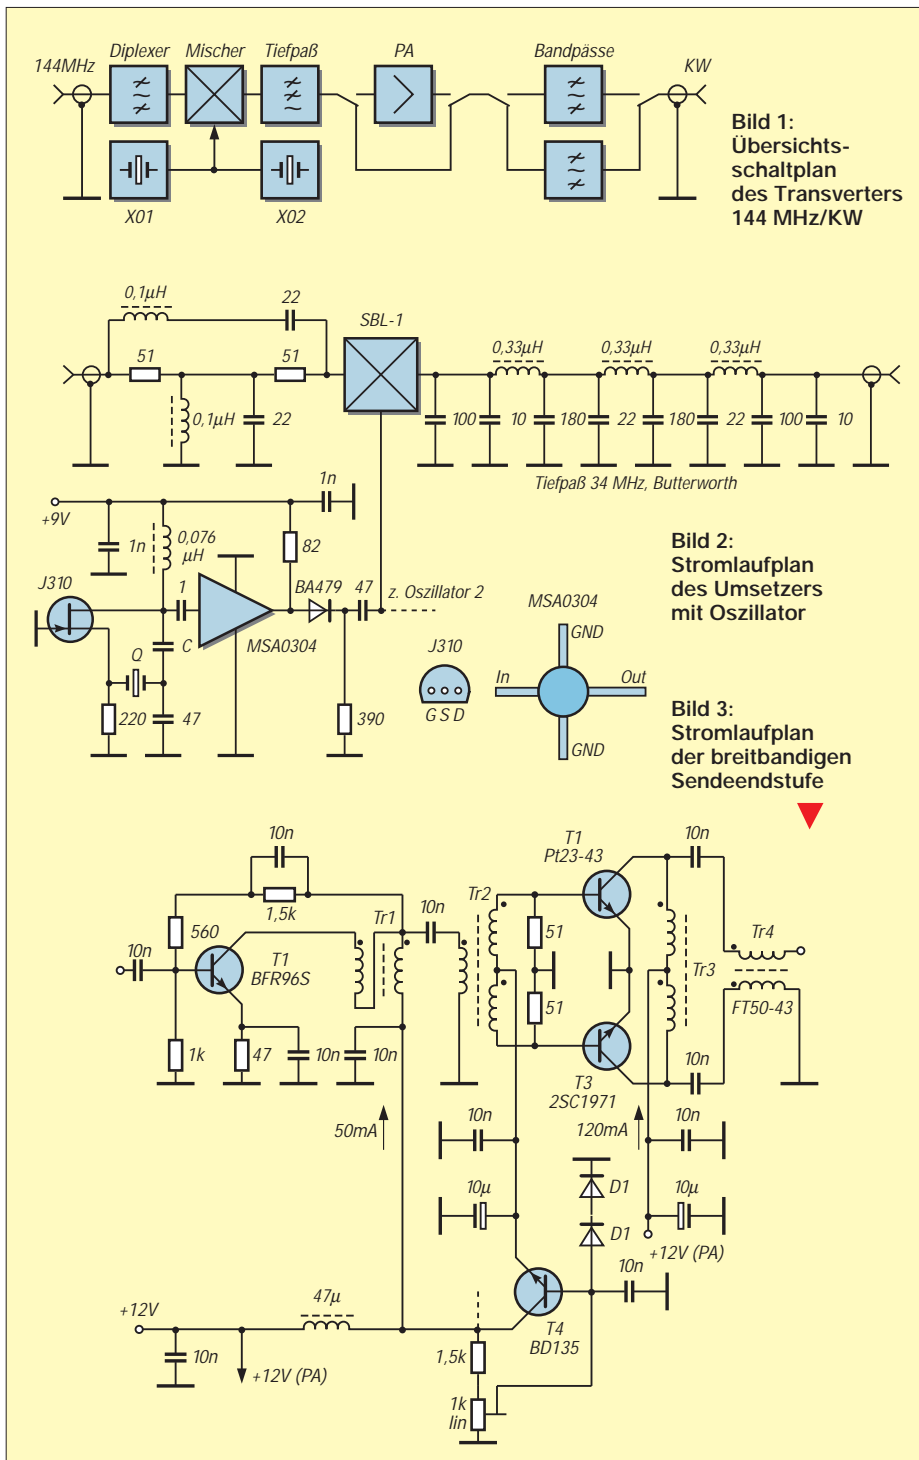 Diplexer Mischer Tiefpaß PA Bandpässe
144MHz KW
X01 X02
Bild 1:
Übersichts-
schaltplan
des Transverters
144 MHz/KW
0,1µH 22 SBL-1
51 51 0,33µH 0,33µH 0,33µH
0,1µH 22 100 10 180 22 180 22 100 10
Tiefpaß 34 MHz, Butterworth
+9V 1n
1n 0,076
µH 82
J310 1 BA479 47 z. Oszillator 2
MSA0304
Q C
220 47 390
J310
G S D
MSA0304
GND
In Out
GND
Bild 2:
Stromlaufplan
des Umsetzers
mit Oszillator
Bild 3:
Stromlaufplan
der breitbandigen
Sendeendstufe
10n T1
Pt23-43 10n
1,5k Tr1 10n Tr2
560 51 Tr4
10n T1
BFR96S Tr3
51 FT50-43
1k 47 10n 10n T3
2SC1971 10n
50mA 10n 120mA 10n
10µ D1 10µ
D1 +12V (PA)
10n
+12V 47µ T4
BD135
10n +12V (PA) 1,5k
1k
lin